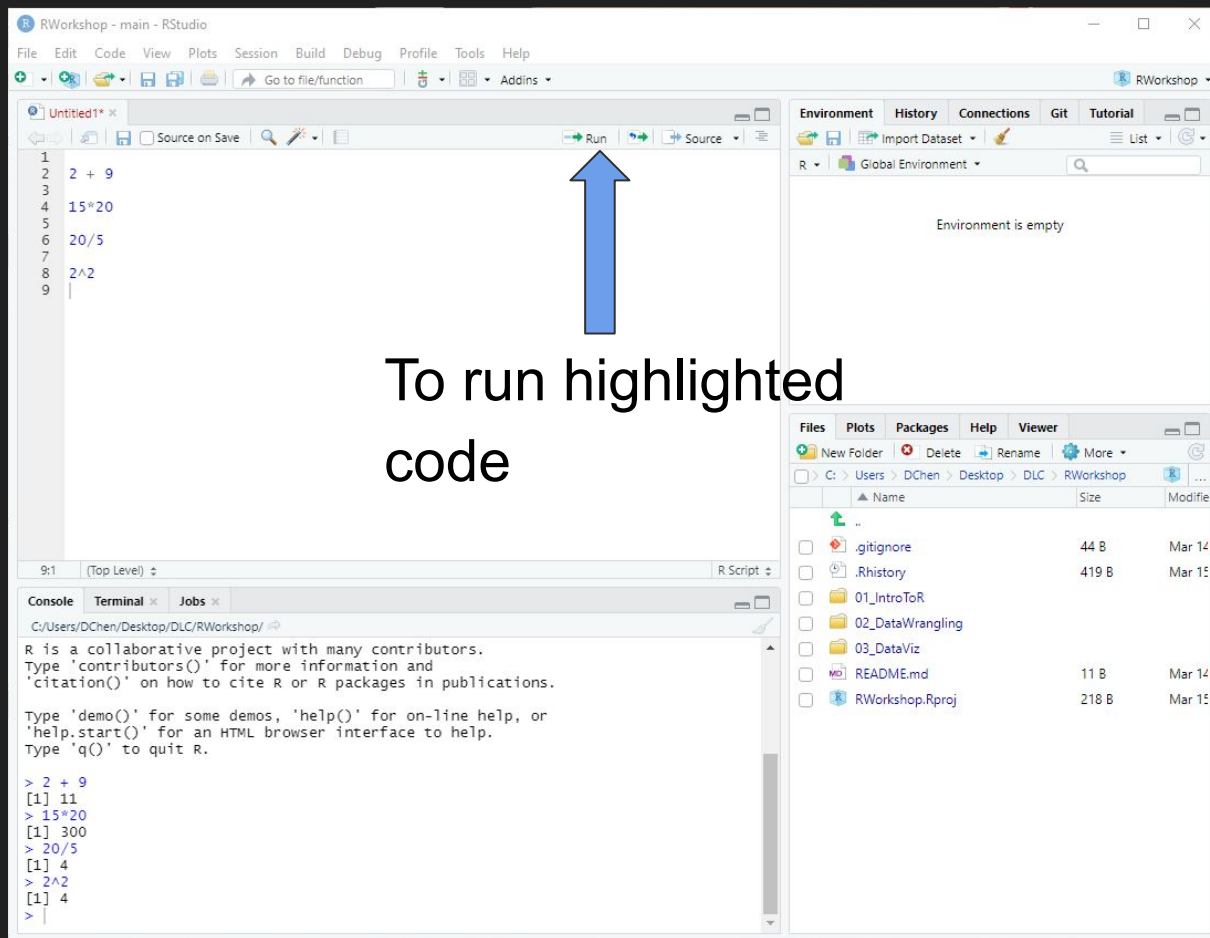 RWorkshop - main - RStudio
File Edit Code View Plots Session Build Debug Profile Tools Help
Go to file/function Addins RWorkshop
Untitled1* ×
Source on Save Run Source
1
2 2 + 9
3
4 15*20
5
6 20/5
7
8 2^2
9
To run highlighted
code
9:1 (Top Level) R Script
Console Terminal × Jobs ×
C:/Users/DChen/Desktop/DLC/RWorkshop/
R is a collaborative project with many contributors.
Type 'contributors()' for more information and
'citation()' on how to cite R or R packages in publications.
Type 'demo()' for some demos, 'help()' for on-line help, or
'help.start()' for an HTML browser interface to help.
Type 'q()' to quit R.
> 2 + 9
[1] 11
> 15*20
[1] 300
> 20/5
[1] 4
> 2^2
[1] 4
>
Environment History Connections Git Tutorial
Import Dataset List
R Global Environment
Environment is empty
Files Plots Packages Help Viewer
New Folder Delete Rename More
C: > Users > DChen > Desktop > DLC > RWorkshop ...
Name Size Modifie
..
.gitignore 44 B Mar 14
.Rhistory 419 B Mar 15
01_IntroToR
02_DataWrangling
03_DataViz
README.md 11 B Mar 14
RWorkshop.Rproj 218 B Mar 15